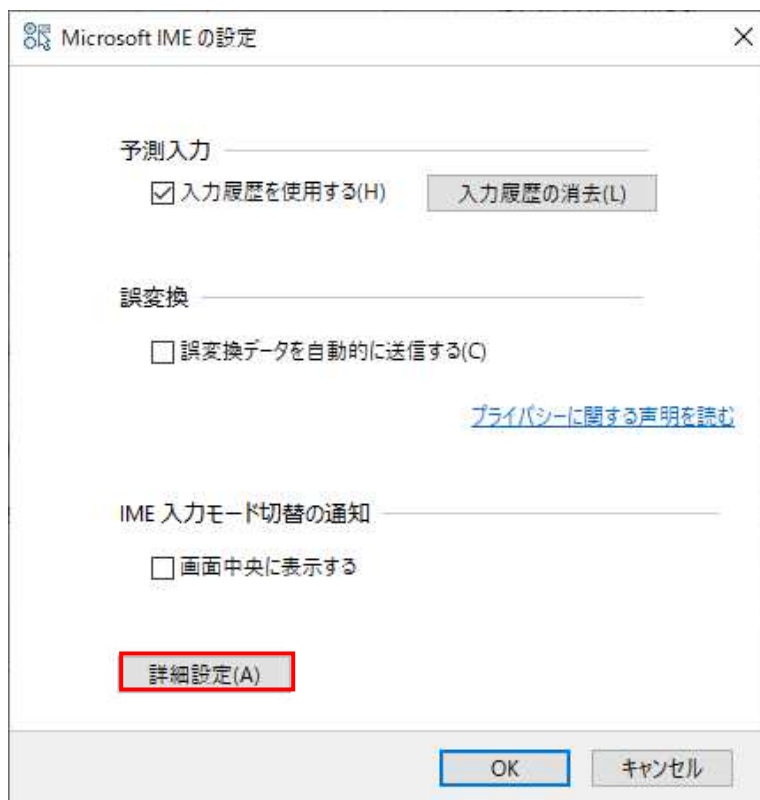 Microsoft IME の設定
予測入力
入力履歴を使用する(H)
入力履歴の消去(L)
誤変換
誤変換データを自動的に送信する(C)
プライバシーに関する声明を読む
IME 入力モード切替の通知
画面中央に表示する
詳細設定(A)
OK
キャンセル